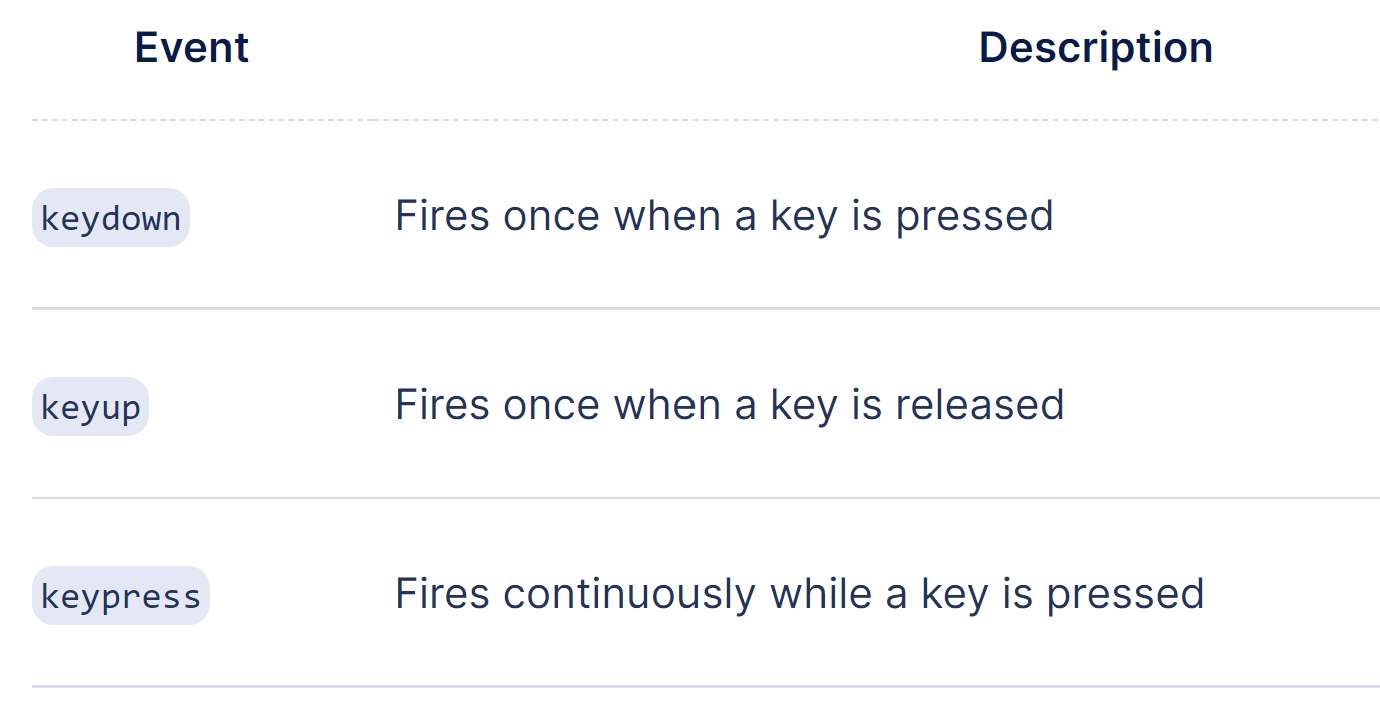 Event Description
keydown Fires once when a key is pressed
keyup Fires once when a key is released
keypress Fires continuously while a key is pressed